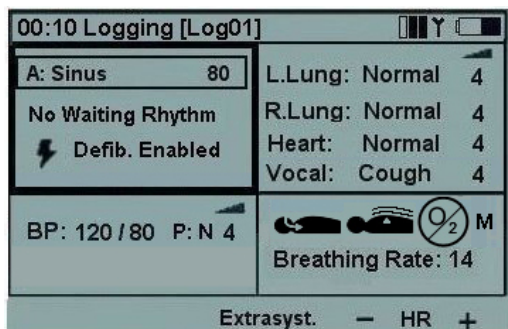 00:10 Logging [Log01]
A: Sinus 80
No Waiting Rhythm
Defib. Enabled
L.Lung: Normal 4
R.Lung: Normal 4
Heart: Normal 4
Vocal: Cough 4
BP: 120 / 80 P: N 4
O2 M
Breathing Rate: 14
Extrasyst. − HR +